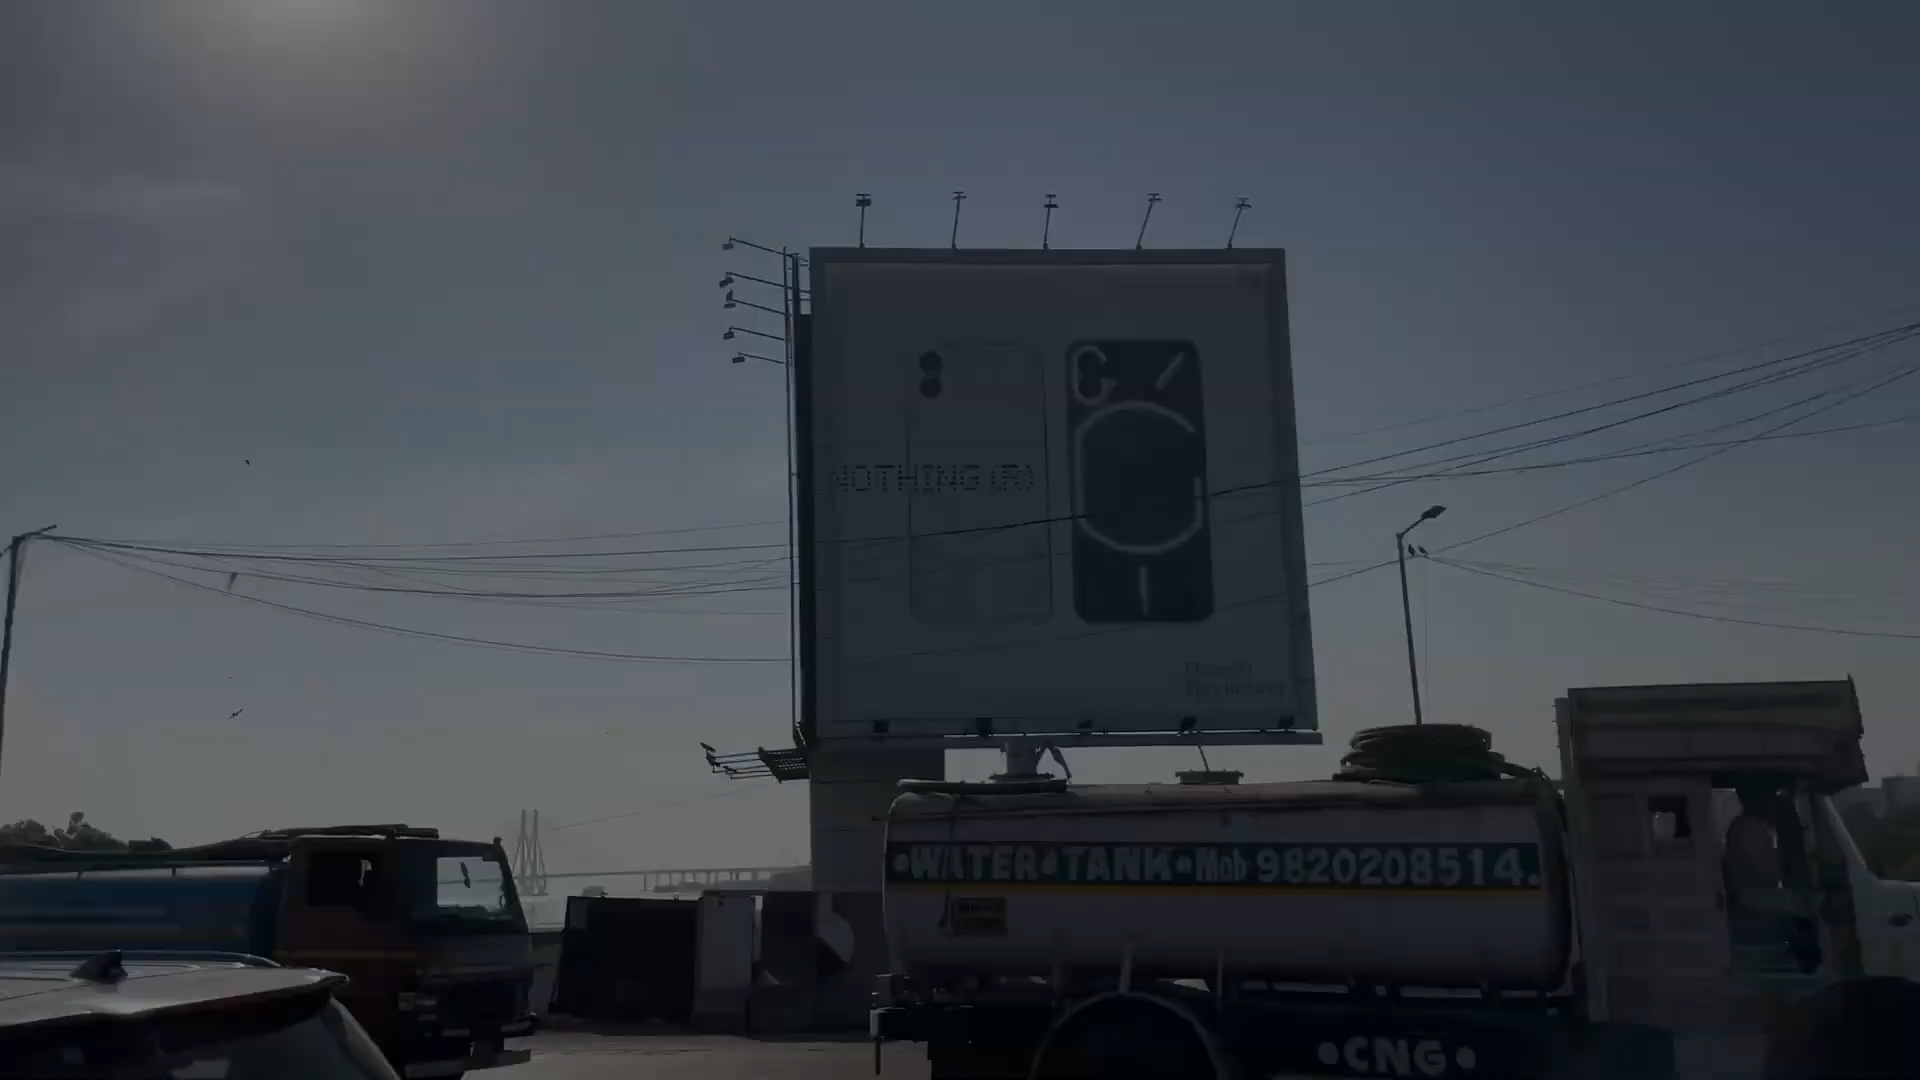 NOTHING (R)
•WATER•TANK•Mob 9820208514.
•CNG•